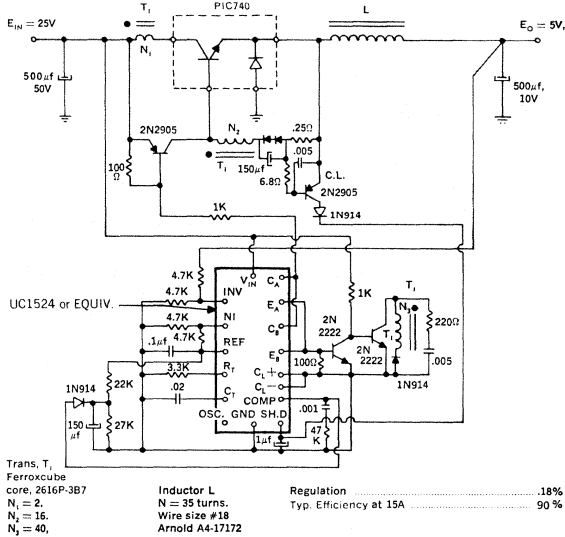 T₁
PIC740
L
E_IN = 25V
E_O = 5V,
N₁
500µf
50V
500µf,
10V
2N2905
N₂
.25Ω
100
Ω
T₁
150µf
.005
6.8Ω
C.L.
2N2905
1N914
1K
4.7K
V_IN
C_A
INV
E_A
1K
T₁
UC1524 or EQUIV.
4.7K
NI
C_B
N₃
4.7K
4.7K
REF
E_B
2N
2222
T₁
220Ω
.1µf
R_T
100Ω
C_L+
2N
2222
.005
3.3K
C_L−
1N914
1N914
22K
.02
C_T
COMP
OSC. GND SH.D
.001
150
µf
27K
1µf
47
K
Trans, T₁
Ferroxcube
core, 2616P-3B7
N₁ = 2.
N₂ = 16.
N₃ = 40,
Inductor L
N = 35 turns.
Wire size #18
Arnold A4-17172
Regulation ........................................ .18%
Typ. Efficiency at 15A ........................................ 90 %